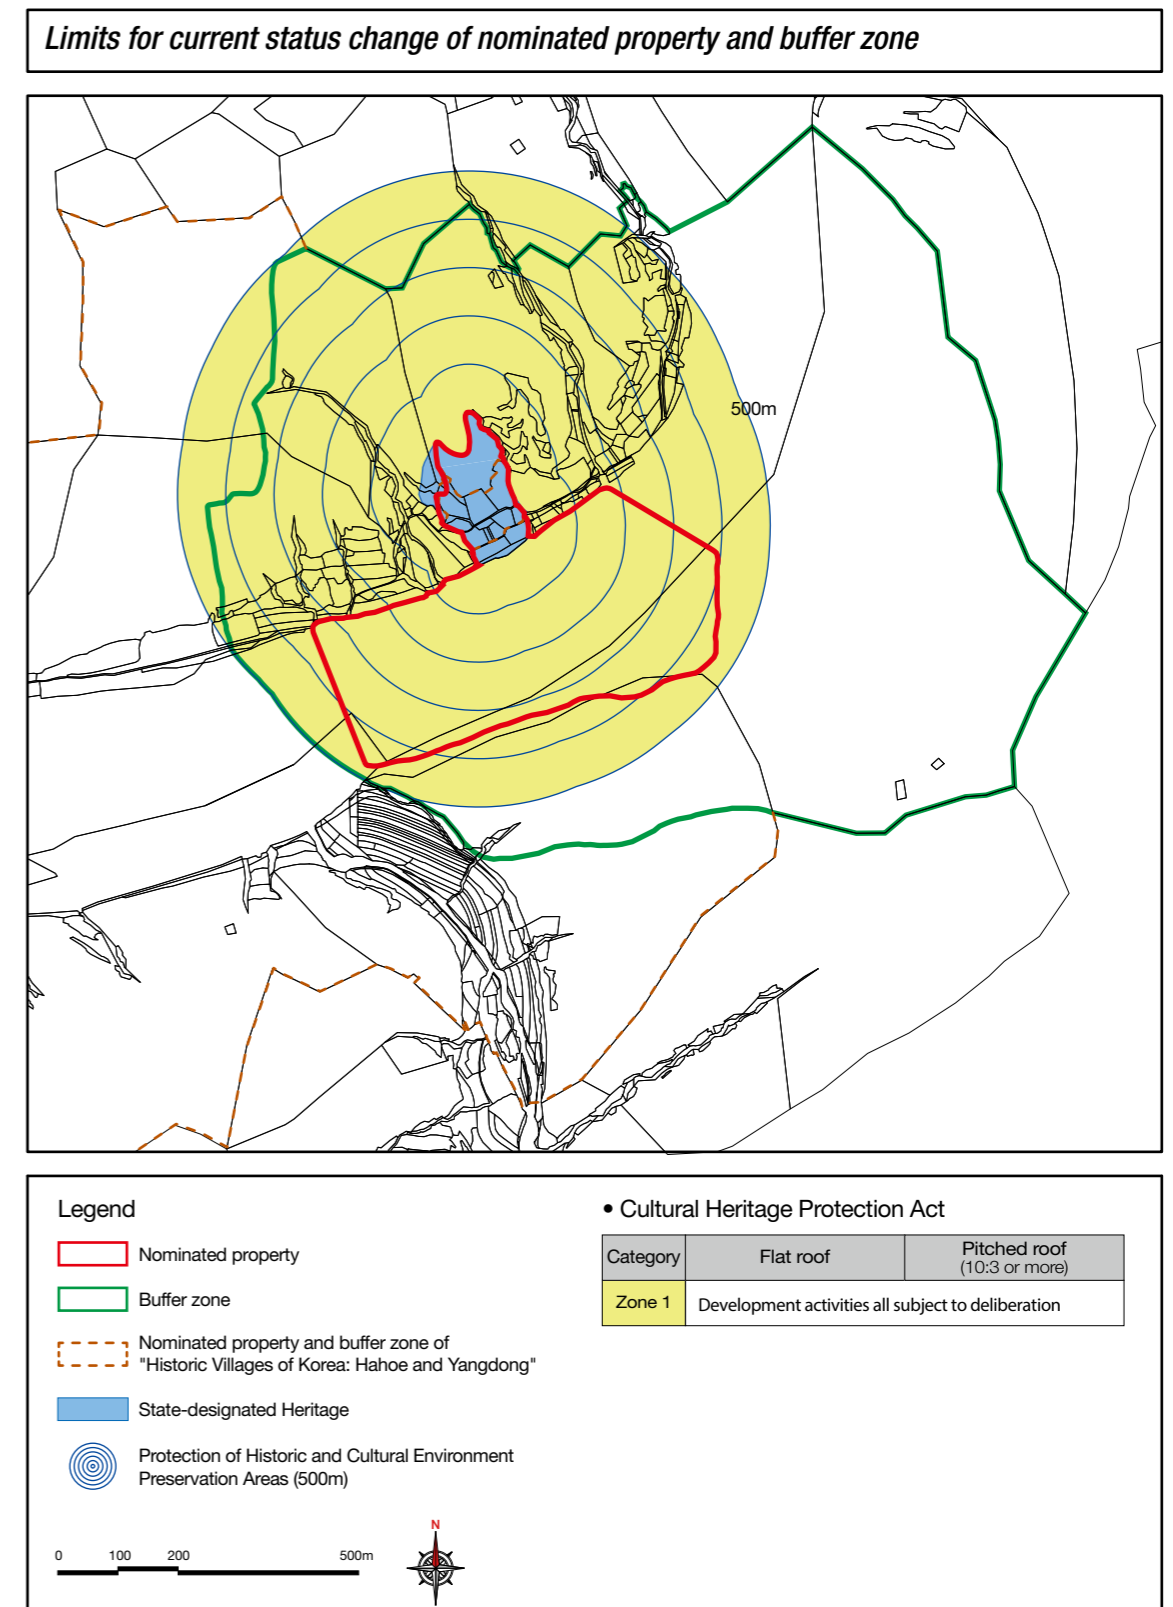 Limits for current status change of nominated property and buffer zone
500m
Legend
Nominated property
Buffer zone
Nominated property and buffer zone of
"Historic Villages of Korea: Hahoe and Yangdong"
State-designated Heritage
Protection of Historic and Cultural Environment
Preservation Areas (500m)
0 100 200 500m
N
• Cultural Heritage Protection Act
Category Flat roof Pitched roof
(10:3 or more)
Zone 1 Development activities all subject to deliberation